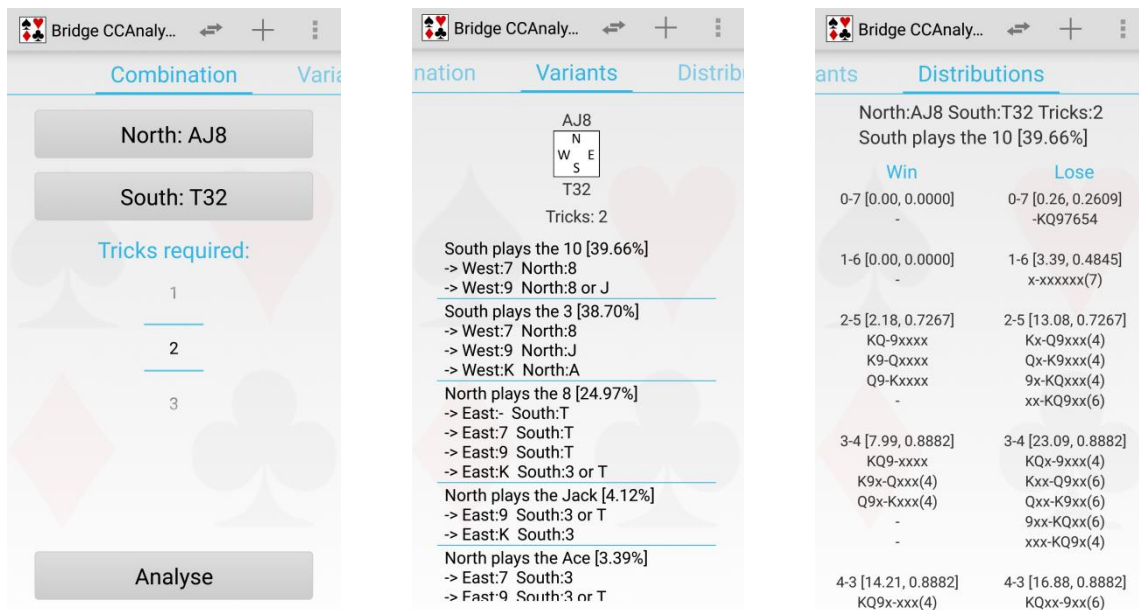 Bridge CCAnaly...
Combination
Varia
North: AJ8
South: T32
Tricks required:
1
2
3
Analyse
Bridge CCAnaly...
nation
Variants
Distribu
AJ8
N
W E
S
T32
Tricks: 2
South plays the 10 [39.66%]
-> West:7 North:8
-> West:9 North:8 or J
South plays the 3 [38.70%]
-> West:7 North:8
-> West:9 North:J
-> West:K North:A
North plays the 8 [24.97%]
-> East:- South:T
-> East:7 South:T
-> East:9 South:T
-> East:K South:3 or T
North plays the Jack [4.12%]
-> East:9 South:3 or T
-> East:K South:3
North plays the Ace [3.39%]
-> East:7 South:3
-> East:9 South:3 or T
Bridge CCAnaly...
ants
Distributions
North:AJ8 South:T32 Tricks:2
South plays the 10 [39.66%]
Win Lose
0-7 [0.00, 0.0000] 0-7 [0.26, 0.2609]
- -KQ97654
1-6 [0.00, 0.0000] 1-6 [3.39, 0.4845]
- x-xxxxxx(7)
2-5 [2.18, 0.7267] 2-5 [13.08, 0.7267]
KQ-9xxxx Kx-Q9xxx(4)
K9-Qxxxx Qx-K9xxx(4)
Q9-Kxxxx 9x-KQxxx(4)
- xx-KQ9xx(6)
3-4 [7.99, 0.8882] 3-4 [23.09, 0.8882]
KQ9-xxxx KQx-9xxx(4)
K9x-Qxxx(4) Kxx-Q9xx(6)
Q9x-Kxxx(4) Qxx-K9xx(6)
- 9xx-KQxx(6)
- xxx-KQ9x(4)
4-3 [14.21, 0.8882] 4-3 [16.88, 0.8882]
KQ9x-xxx(4) KQxx-9xx(6)